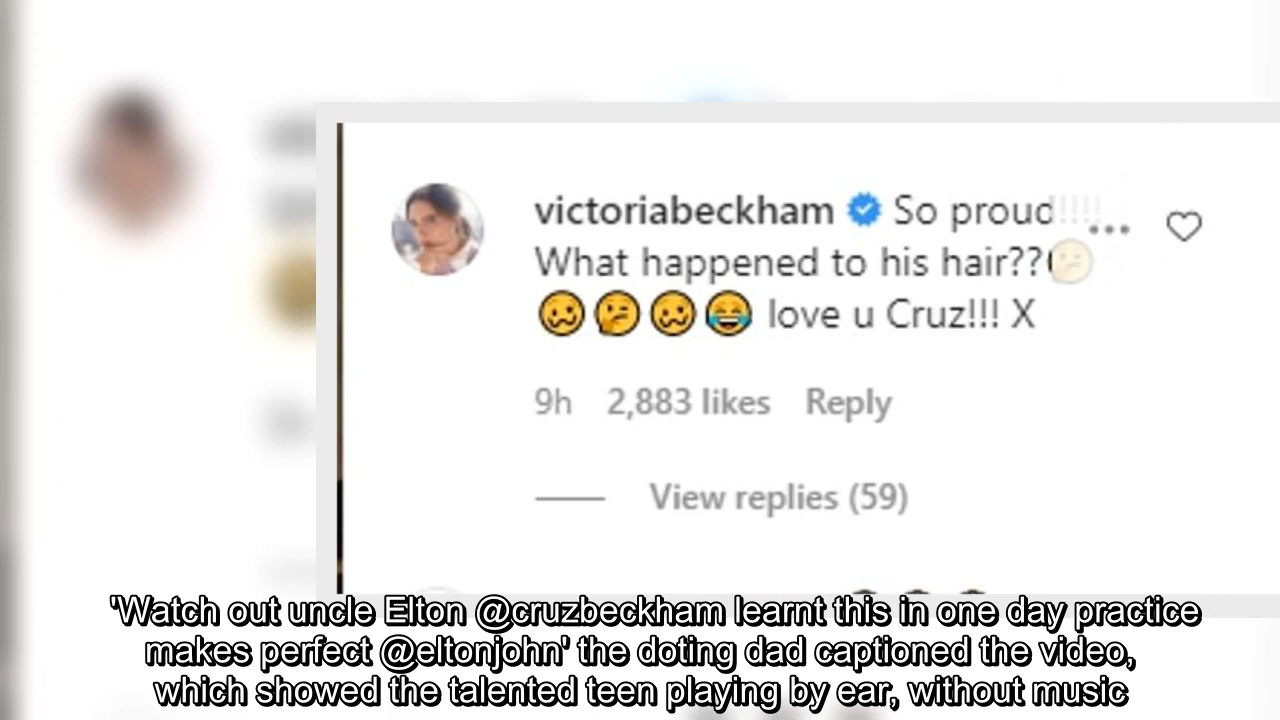 victoriabeckham So proud!!!!
What happened to his hair??
love u Cruz!!! X
9h 2,883 likes Reply
View replies (59)
'Watch out uncle Elton @cruzbeckham learnt this in one day practice
makes perfect @eltonjohn' the doting dad captioned the video,
which showed the talented teen playing by ear, without music